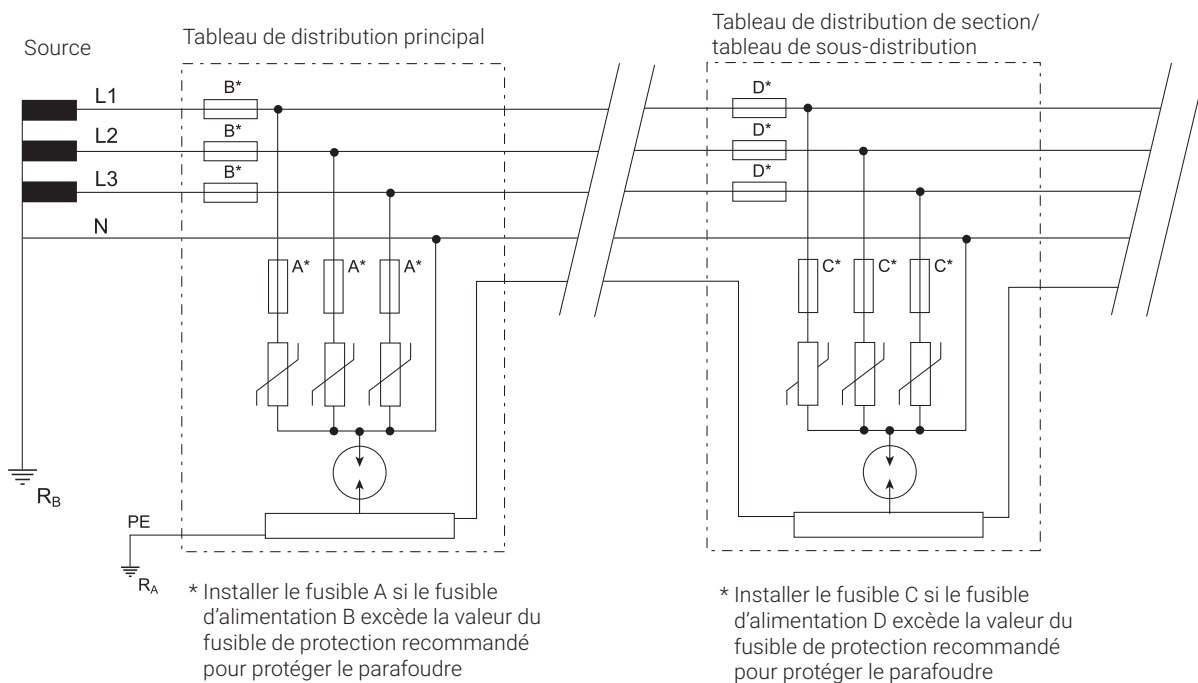 Source
Tableau de distribution principal
Tableau de distribution de section/
tableau de sous-distribution
L1
B*
D*
L2
B*
D*
L3
B*
D*
N
A*
A*
A*
C*
C*
C*
RB
PE
RA
* Installer le fusible A si le fusible
d'alimentation B excède la valeur du
fusible de protection recommandé
pour protéger le parafoudre
* Installer le fusible C si le fusible
d'alimentation D excède la valeur du
fusible de protection recommandé
pour protéger le parafoudre